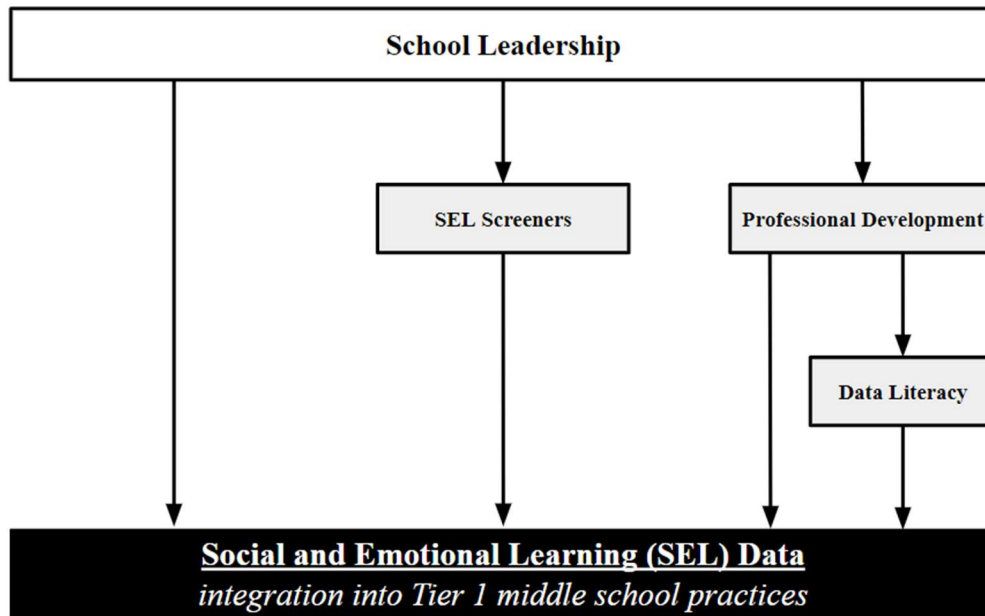 School Leadership
SEL Screeners
Professional Development
Data Literacy
Social and Emotional Learning (SEL) Data
integration into Tier 1 middle school practices